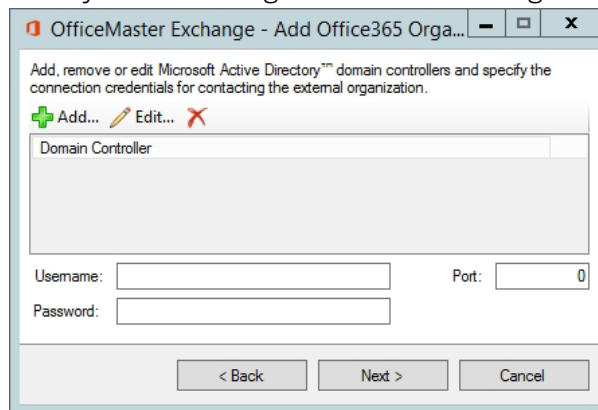 OfficeMaster Exchange - Add Office365 Orga...
Add, remove or edit Microsoft Active Directory™ domain controllers and specify the
connection credentials for contacting the external organization.
Add... Edit...
Domain Controller
Username: Port: 0
Password:
< Back Next > Cancel